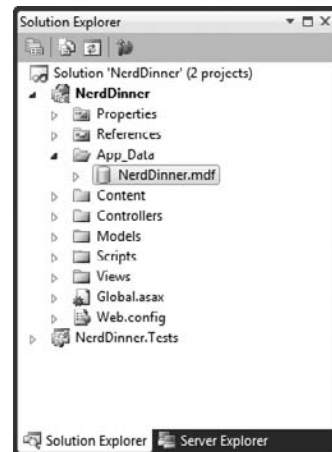 Solution Explorer
Solution 'NerdDinner' (2 projects)
NerdDinner
Properties
References
App_Data
NerdDinner.mdf
Content
Controllers
Models
Scripts
Views
Global.asax
Web.config
NerdDinner.Tests
Solution Explorer Server Explorer